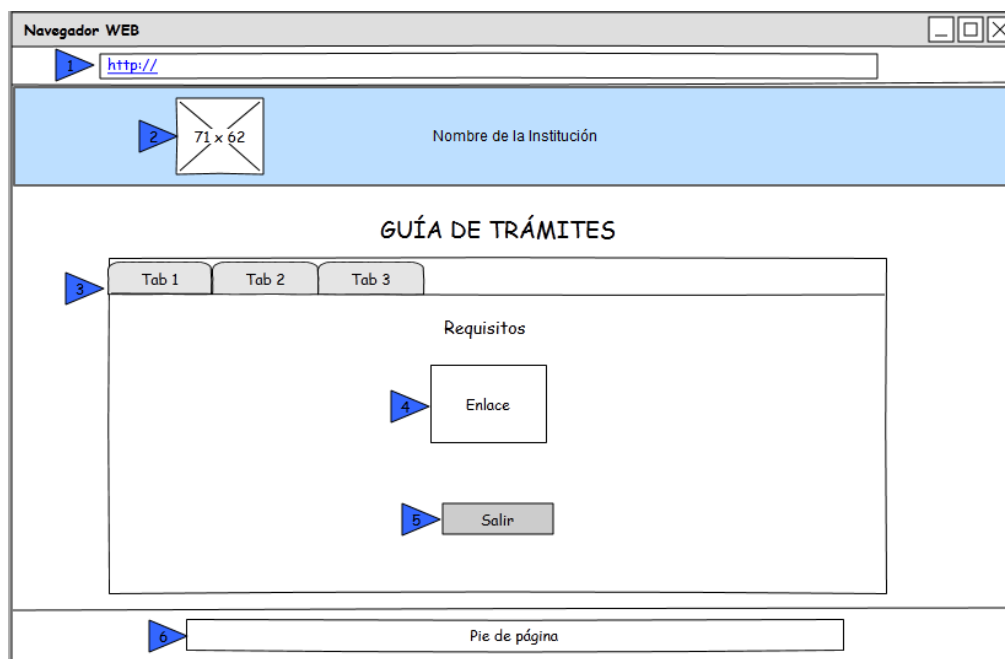 Navegador WEB
1 http://
2 71 x 62 Nombre de la Institución
GUÍA DE TRÁMITES
3 Tab 1 Tab 2 Tab 3
Requisitos
4 Enlace
5 Salir
6 Pie de página